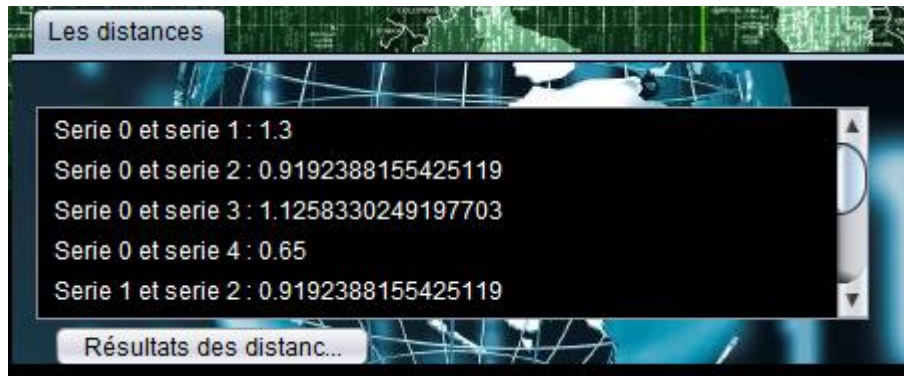 Les distances
Serie 0 et serie 1 : 1.3
Serie 0 et serie 2 : 0.9192388155425119
Serie 0 et serie 3 : 1.1258330249197703
Serie 0 et serie 4 : 0.65
Serie 1 et serie 2 : 0.9192388155425119
Résultats des distanc...